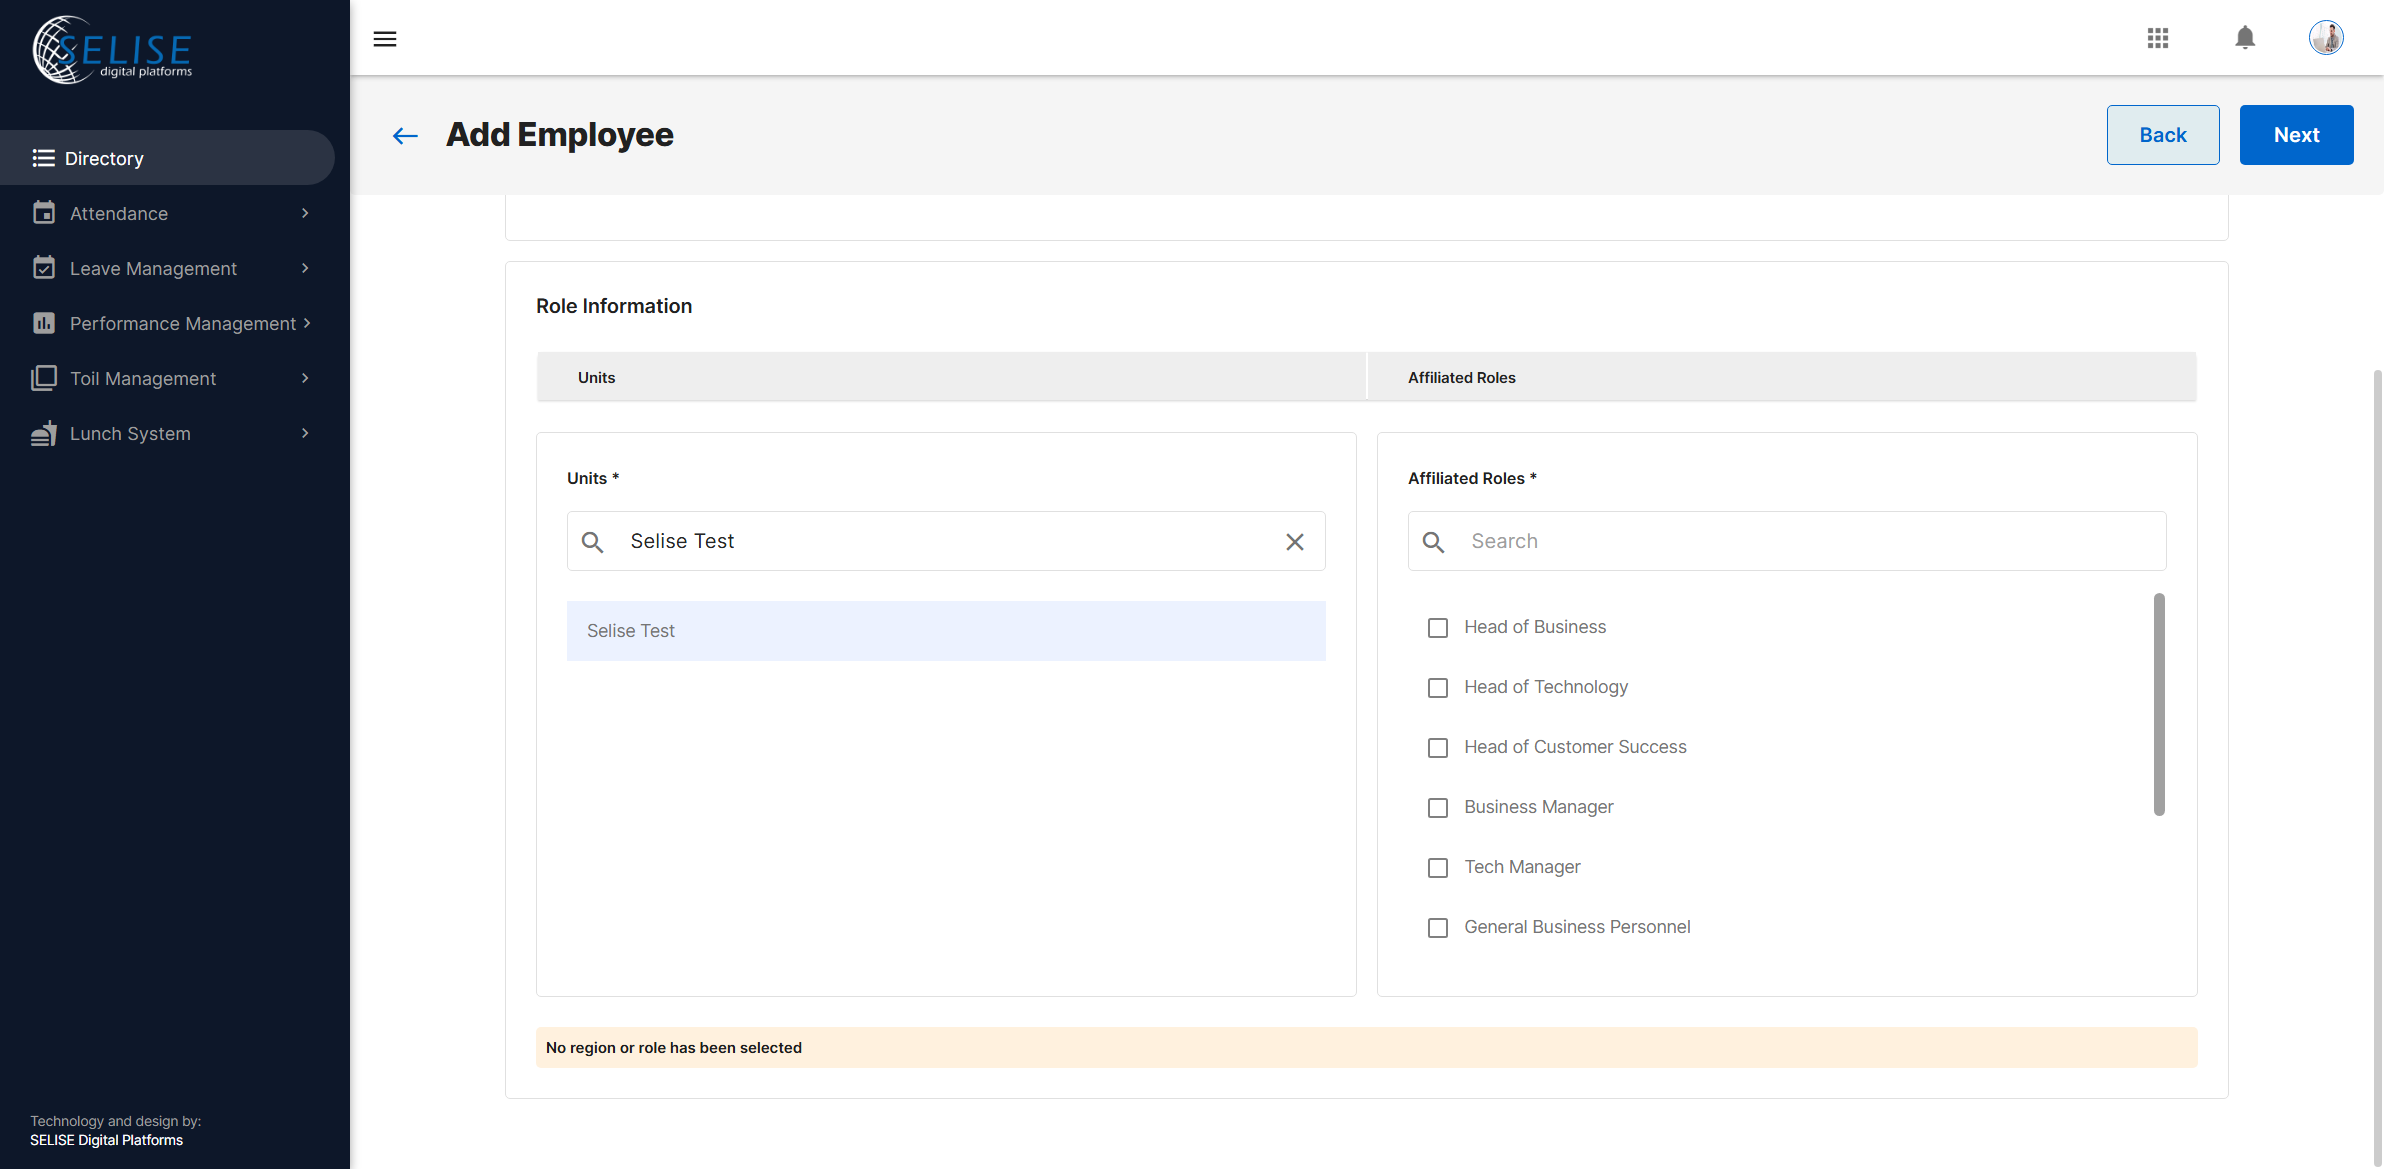 SELISE
digital platforms
Directory
Attendance
Leave Management
Performance Management
Toil Management
Lunch System
Technology and design by:
SELISE Digital Platforms
Add Employee
Back
Next
Role Information
Units
Affiliated Roles
Units *
Selise Test
Selise Test
Affiliated Roles *
Search
Head of Business
Head of Technology
Head of Customer Success
Business Manager
Tech Manager
General Business Personnel
No region or role has been selected